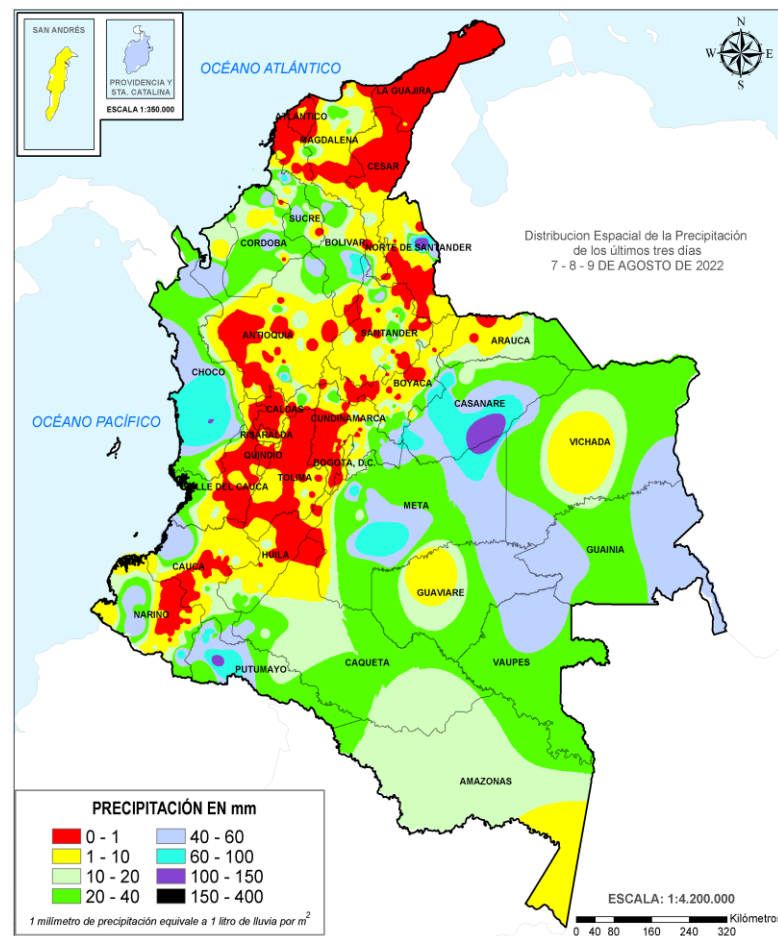 SAN ANDRÉS
PROVIDENCIA Y
STA. CATALINA
ESCALA 1:350.000
OCÉANO ATLÁNTICO
N
W
E
S
LA GUAJIRA
ATLANTICO
MAGDALENA
CESAR
Distribucion Espacial de la Precipitación
de los últimos tres días
7 - 8 - 9 DE AGOSTO DE 2022
SUCRE
CORDOBA
BOLIVAR
NORTE DE SANTANDER
ANTIOQUIA
SANTANDER
ARAUCA
CHOCO
BOYACA
CASANARE
OCÉANO PACÍFICO
CALDAS
CUNDINAMARCA
RISARALDA
VICHADA
QUINDIO
BOGOTA, D.C.
TOLIMA
VALLE DEL CAUCA
META
GUAINIA
HUILA
CAUCA
GUAVIARE
NARIÑO
PUTUMAYO
CAQUETA
VAUPES
AMAZONAS
PRECIPITACIÓN EN mm
0 - 1
40 - 60
1 - 10
60 - 100
10 - 20
100 - 150
20 - 40
150 - 400
1 milímetro de precipitación equivale a 1 litro de lluvia por m²
ESCALA: 1:4.200.000
Kilómetros
0 40 80 160 240 320